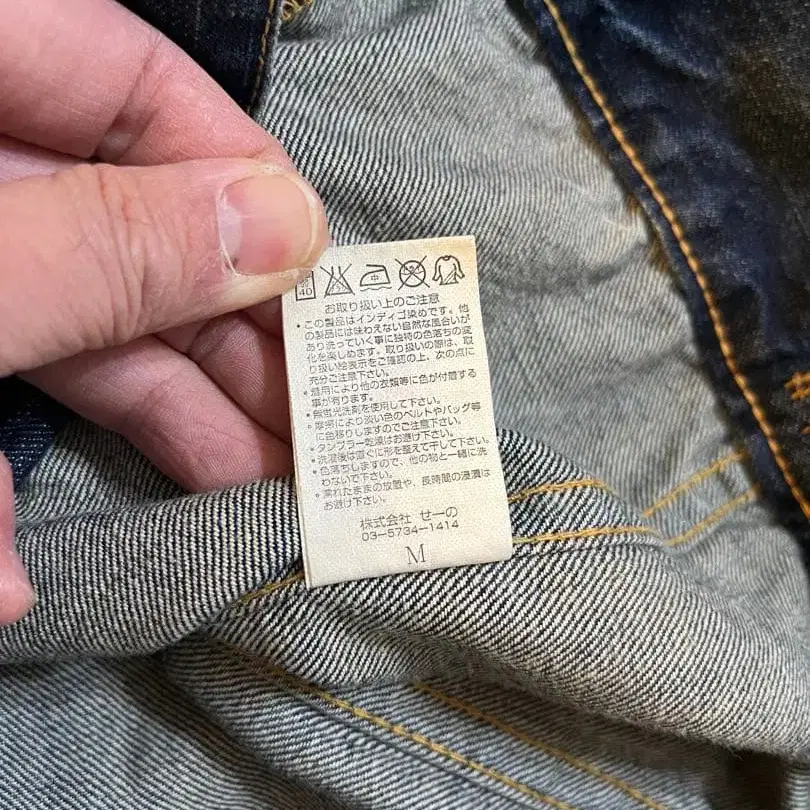 40
中
お取り扱い上のご注意
・この製品はインディゴ染めです。他
の製品には味わえない自然な風合いが
あり洗っていく事に独特の色落ちの変
化を楽しめます。取り扱いの際は、取
り扱い絵表示をご確認の上、次の点に
充分ご注意下さい。
・着用により他の衣類等に色が付着する
事が有ります。
・無蛍光洗剤を使用して下さい。
・摩擦により淡い色のベルトやバッグ等
に色移りしますのでご注意下さい。
・タンブラー乾燥はお避け下さい。
・洗濯後は直ぐに形を整えて干して下さい。
・色落ちしますので、他の物と一緒に洗
わないで下さい。
・濡れたままの放置や、長時間の浸漬は
お避け下さい。
株式会社 せーの
03-5734-1414
M